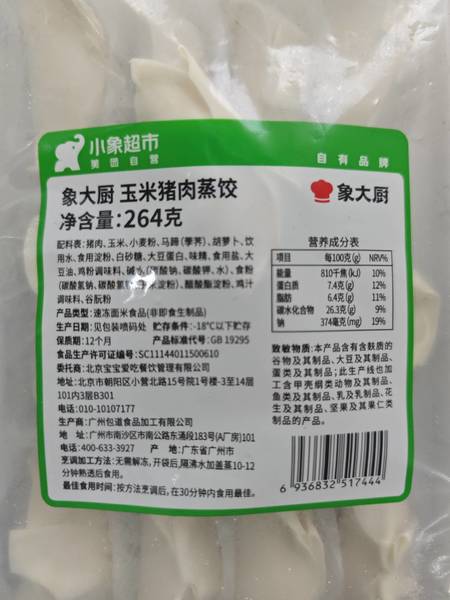 小象超市
美团自营
自有品牌
象大厨 玉米猪肉蒸饺
净含量:264克
象大厨
配料表:猪肉、玉米、小麦粉、马蹄(荸荠)、胡萝卜、饮
用水、食用淀粉、白砂糖、大豆蛋白、味精、食用盐、大
豆油、鸡粉调味料、碱水(碳酸钠、碳酸钾、水)、食粉
(碳酸氢钠、碳酸氢 淀粉)、醋酸酯淀粉、鸡汁
调味料、谷朊粉
产品类型:速冻面米食品(非即食生制品)
生产日期:见包装喷码处 贮存条件:-18℃以下贮存
保质期:12个月 产品标准代号:GB 19295
食品生产许可证编号:SC11144011500610
委托商:北京宝宝爱吃餐饮管理有限公司
地址:北京市朝阳区小营北路15号院1号楼-3至14层
101内3层B301
电话:010-10107177
生产商:广州包道食品加工有限公司
地 址:广州市南沙区市南公路东涌段183号(A厂房)101
电话:400-633-3927 产地:广东省广州市
烹调加工方法:无需解冻,开袋后,隔沸水加盖蒸10-12
分钟熟透后食用。
最佳食用时间:按方法烹调后,在30分钟内食用最佳。
营养成分表
项目 每100克(g) NRV%
能量 810千焦(kJ) 10%
蛋白质 7.4克(g) 12%
脂肪 6.4克(g) 11%
碳水化合物 26.3克(g) 9%
钠 374毫克(mg) 19%
致敏物质:本产品含有含麸质的
谷物及其制品、大豆及其制品、
蛋类及其制品;此生产线也加
工含甲壳纲类动物及其制品、
鱼类及其制品、乳及乳制品、花
生及其制品、坚果及其果仁类
制品的产品。
6 936832 517444